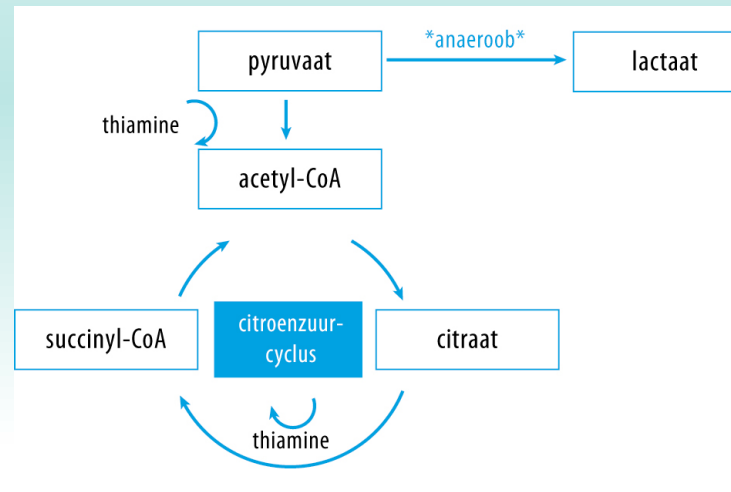 pyruvaat
*anaeroob*
lactaat
thiamine
acetyl-CoA
succinyl-CoA
citroenzuur-
cyclus
citraat
thiamine